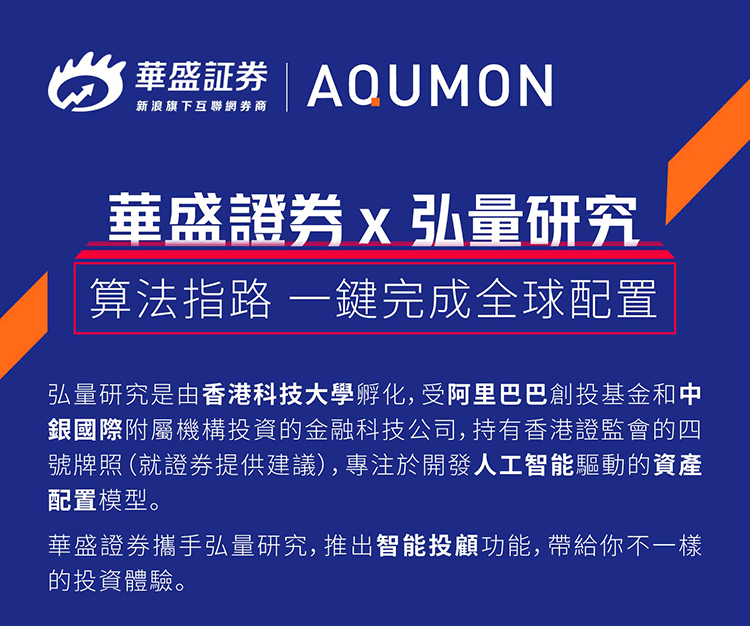 華盛証券
新浪旗下互聯網券商
AQUMON
華盛證券 x 弘量研究
算法指路 一鍵完成全球配置
弘量研究是由香港科技大學孵化,受阿里巴巴創投基金和中
銀國際附屬機構投資的金融科技公司,持有香港證監會的四
號牌照(就證券提供建議),專注於開發人工智能驅動的資產
配置模型。
華盛證券攜手弘量研究,推出智能投顧功能,帶給你不一樣
的投資體驗。